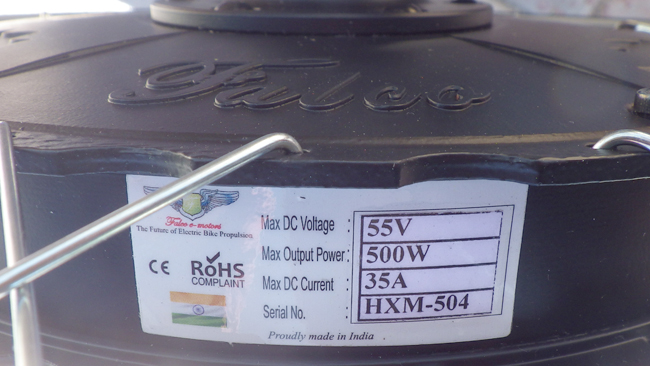 Falco
Falco e-motors
The Future of Electric Bike Propulsion
CE RoHS
COMPLAINT
Max DC Voltage : 55V
Max Output Power: 500W
Max DC Current : 35A
Serial No. : HXM-504
Proudly made in India